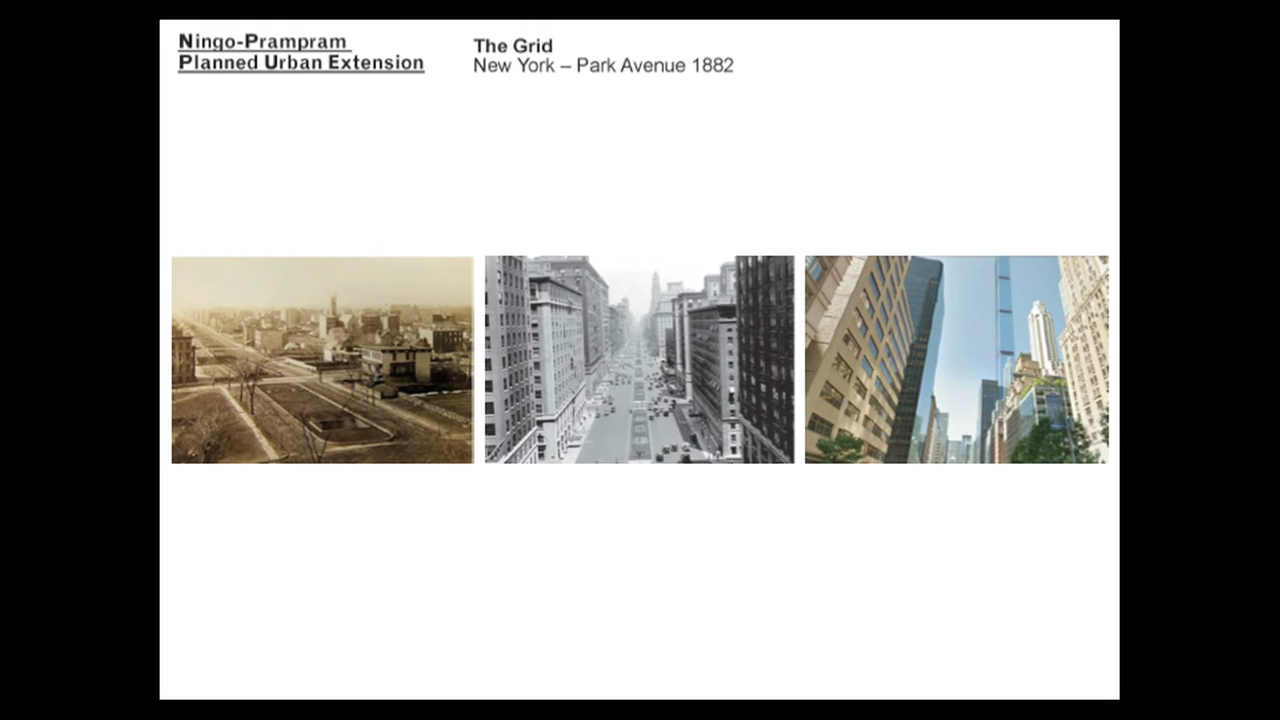 Ningo-Prampram
Planned Urban Extension
The Grid
New York – Park Avenue 1882